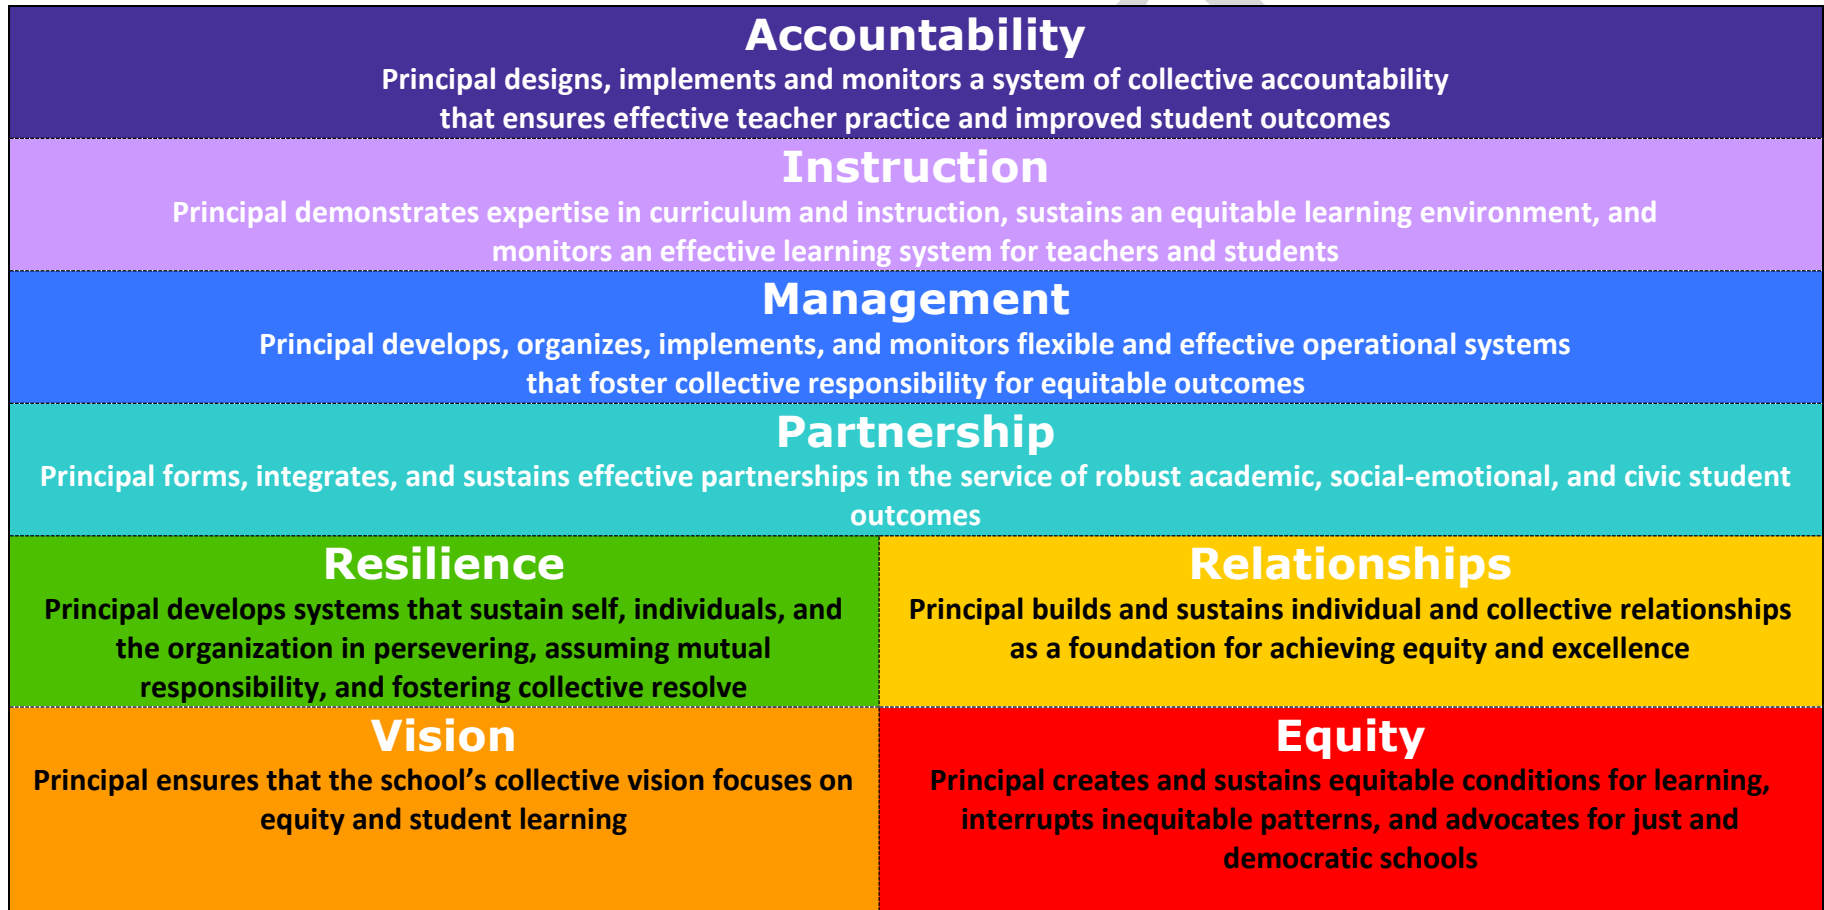 Accountability
Principal designs, implements and monitors a system of collective accountability
that ensures effective teacher practice and improved student outcomes
Instruction
Principal demonstrates expertise in curriculum and instruction, sustains an equitable learning environment, and
monitors an effective learning system for teachers and students
Management
Principal develops, organizes, implements, and monitors flexible and effective operational systems
that foster collective responsibility for equitable outcomes
Partnership
Principal forms, integrates, and sustains effective partnerships in the service of robust academic, social-emotional, and civic student
outcomes
Resilience
Principal develops systems that sustain self, individuals, and
the organization in persevering, assuming mutual
responsibility, and fostering collective resolve
Relationships
Principal builds and sustains individual and collective relationships
as a foundation for achieving equity and excellence
Vision
Principal ensures that the school’s collective vision focuses on
equity and student learning
Equity
Principal creates and sustains equitable conditions for learning,
interrupts inequitable patterns, and advocates for just and
democratic schools